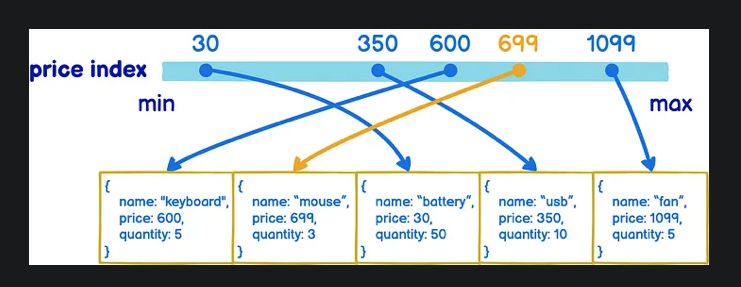 30 350 600 699 1099
price index
min max
{
name: "keyboard",
price: 600,
quantity: 5
}
{
name: “mouse”,
price: 699,
quantity: 3
}
{
name: “battery”,
price: 30,
quantity: 50
}
{
name: “usb”,
price: 350,
quantity: 10
}
{
name: “fan”,
price: 1099,
quantity: 5
}